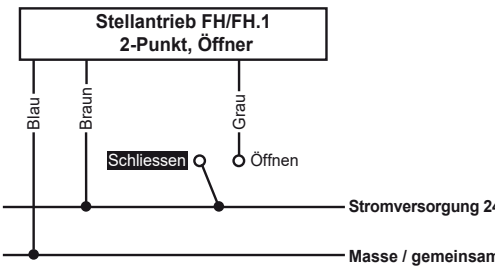 Stellantrieb FH/FH.1
2-Punkt, Öffner
Blau
Braun
Grau
Schliessen
Öffnen
Stromversorgung 24
Masse / gemeinsam